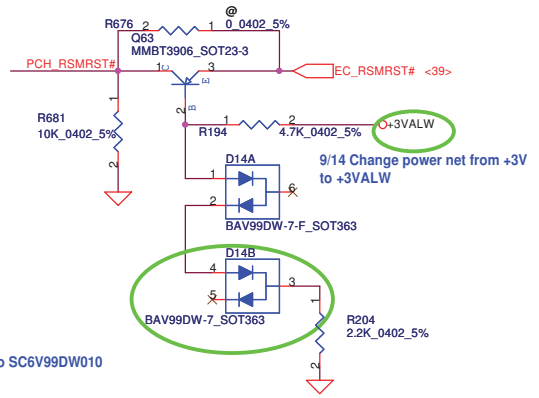 @
R676 2 1 0_0402_5%
Q63
MMBT3906_SOT23-3
PCH_RSMRST# 1 C E 3 EC_RSMRST# <39>
2 B
1
R681
10K_0402_5%
2
R194 1 2 4.7K_0402_5%
+3VALW
9/14 Change power net from +3V
to +3VALW
D14A
1 6
2
BAV99DW-7-F_SOT363
D14B
4 3
5
BAV99DW-7_SOT363
1
R204
2.2K_0402_5%
2
o SC6V99DW010